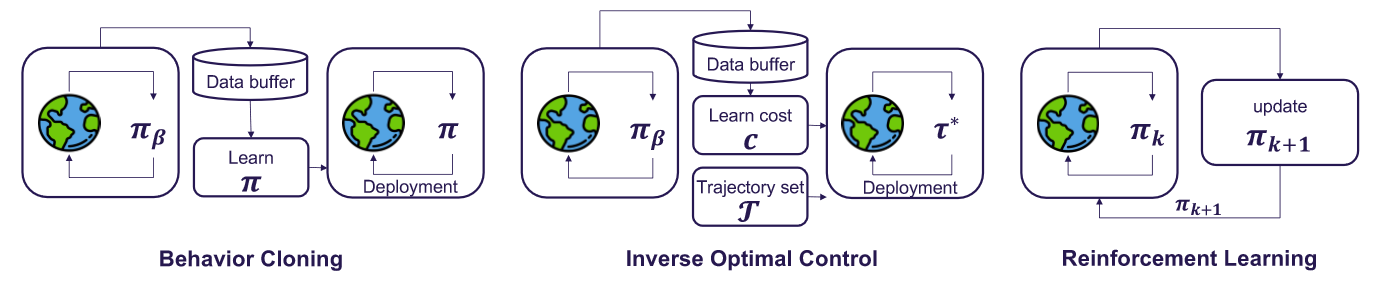 π_β
Data buffer
Learn
π
π
Deployment
Behavior Cloning
π_β
Data buffer
Learn cost
c
Trajectory set
𝒯
τ*
Deployment
Inverse Optimal Control
π_k
update
π_{k+1}
π_{k+1}
Reinforcement Learning